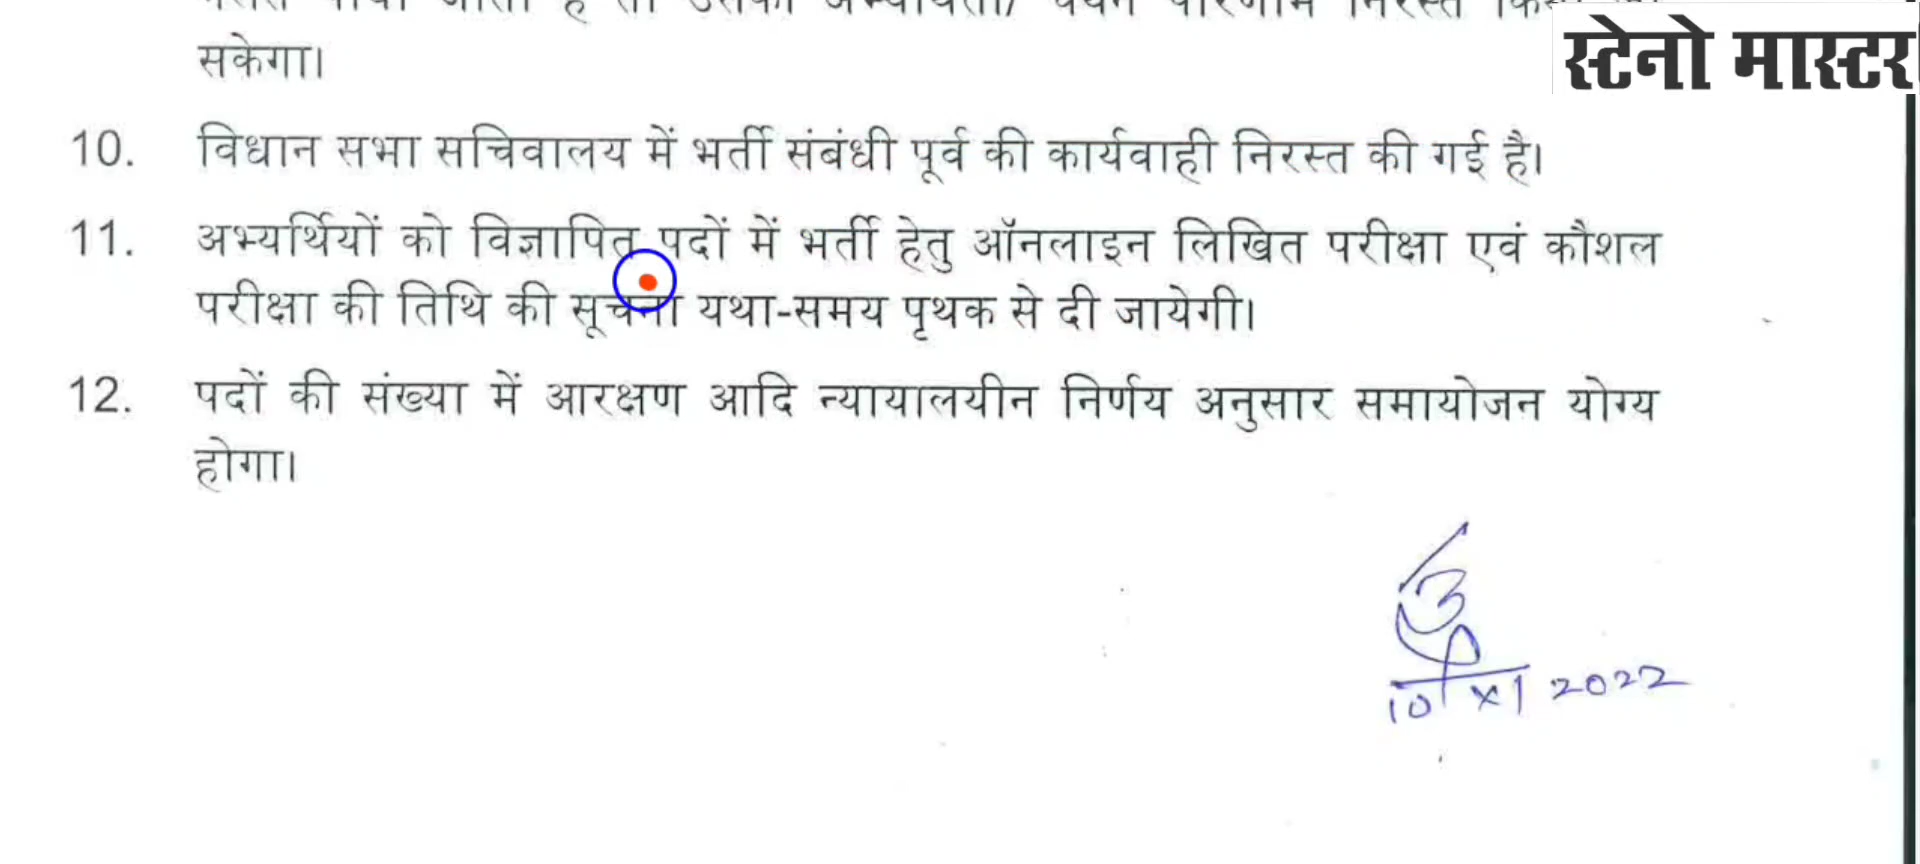 स्टेनो मास्टर
सकेगा।
10. विधान सभा सचिवालय में भर्ती संबंधी पूर्व की कार्यवाही निरस्त की गई है।
11. अभ्यर्थियों को विज्ञापित पदों में भर्ती हेतु ऑनलाइन लिखित परीक्षा एवं कौशल
परीक्षा की तिथि की सूचना यथा-समय पृथक से दी जायेगी।
12. पदों की संख्या में आरक्षण आदि न्यायालयीन निर्णय अनुसार समायोजन योग्य
होगा।
10 XI 2022